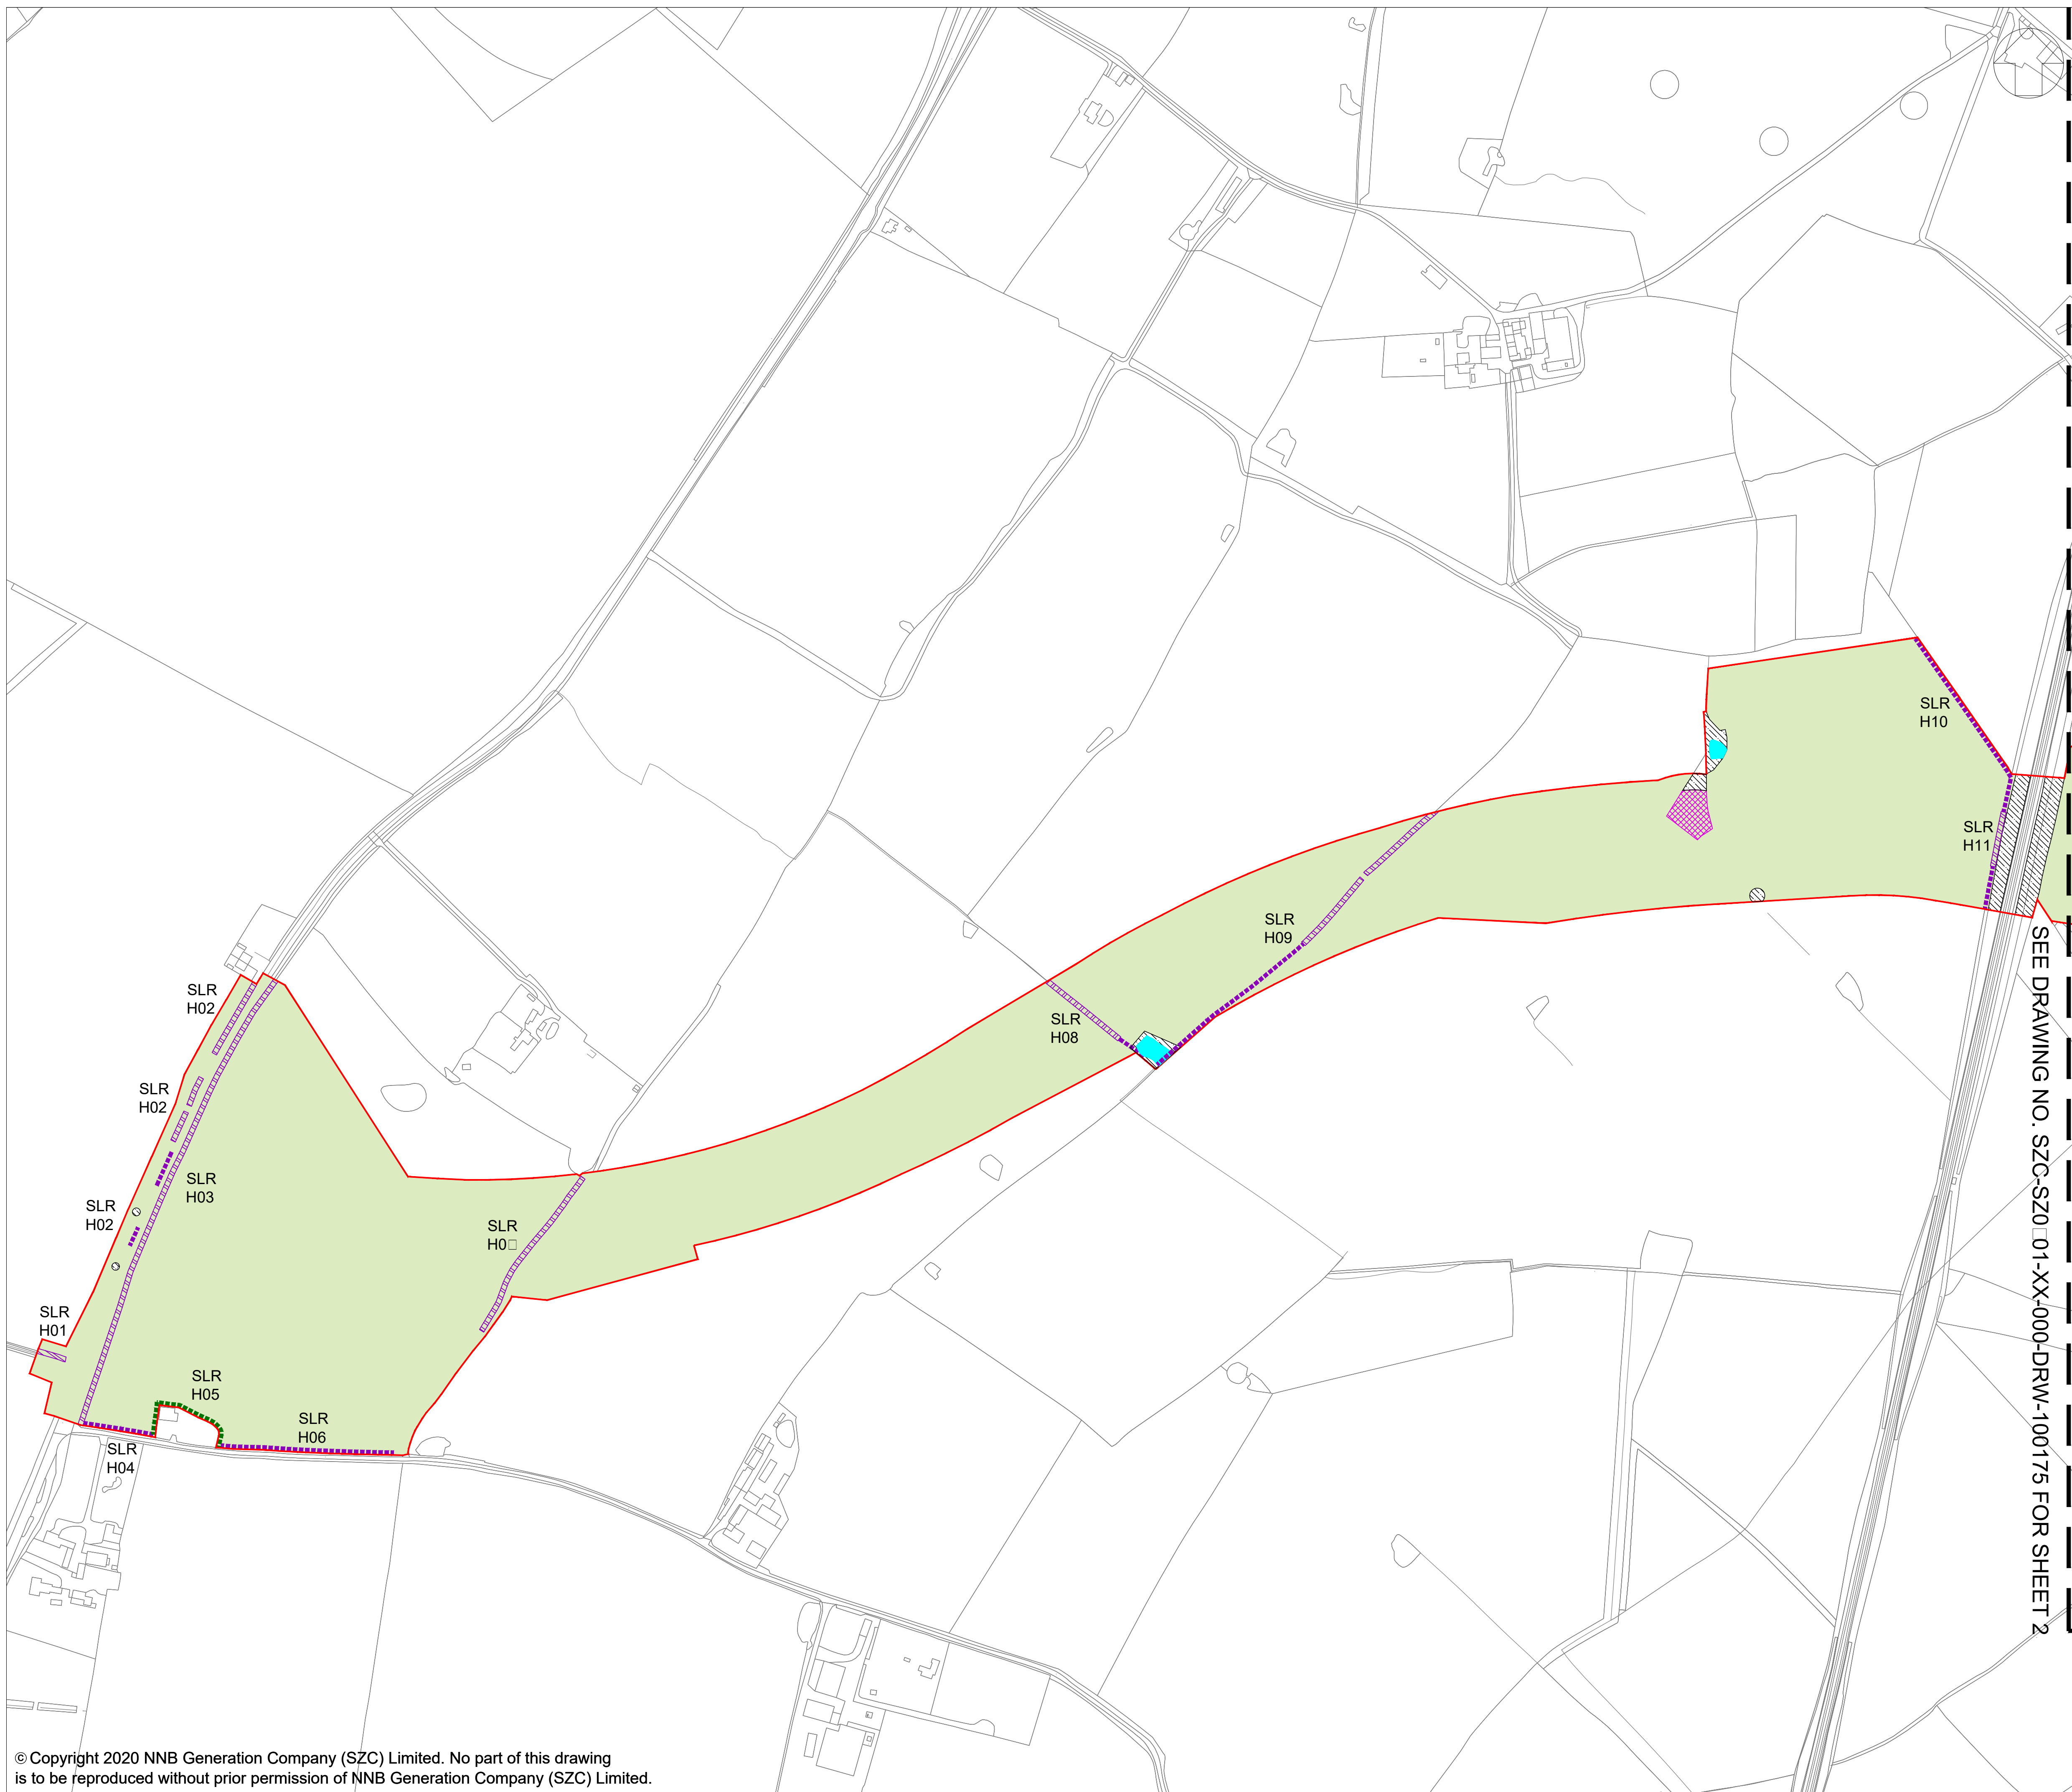 SLR
H10
SLR
H11
SLR
H09
SLR
H02
SLR
H08
SLR
H02
SLR
H03
SLR
H02
SLR
H0□
SLR
H01
SLR
H05
SLR
H06
SLR
H04
SEE DRAWING NO. SZC-SZ0□01-XX-000-DRW-100175 FOR SHEET 2
© Copyright 2020 NNB Generation Company (SZC) Limited. No part of this drawing
is to be reproduced without prior permission of NNB Generation Company (SZC) Limited.